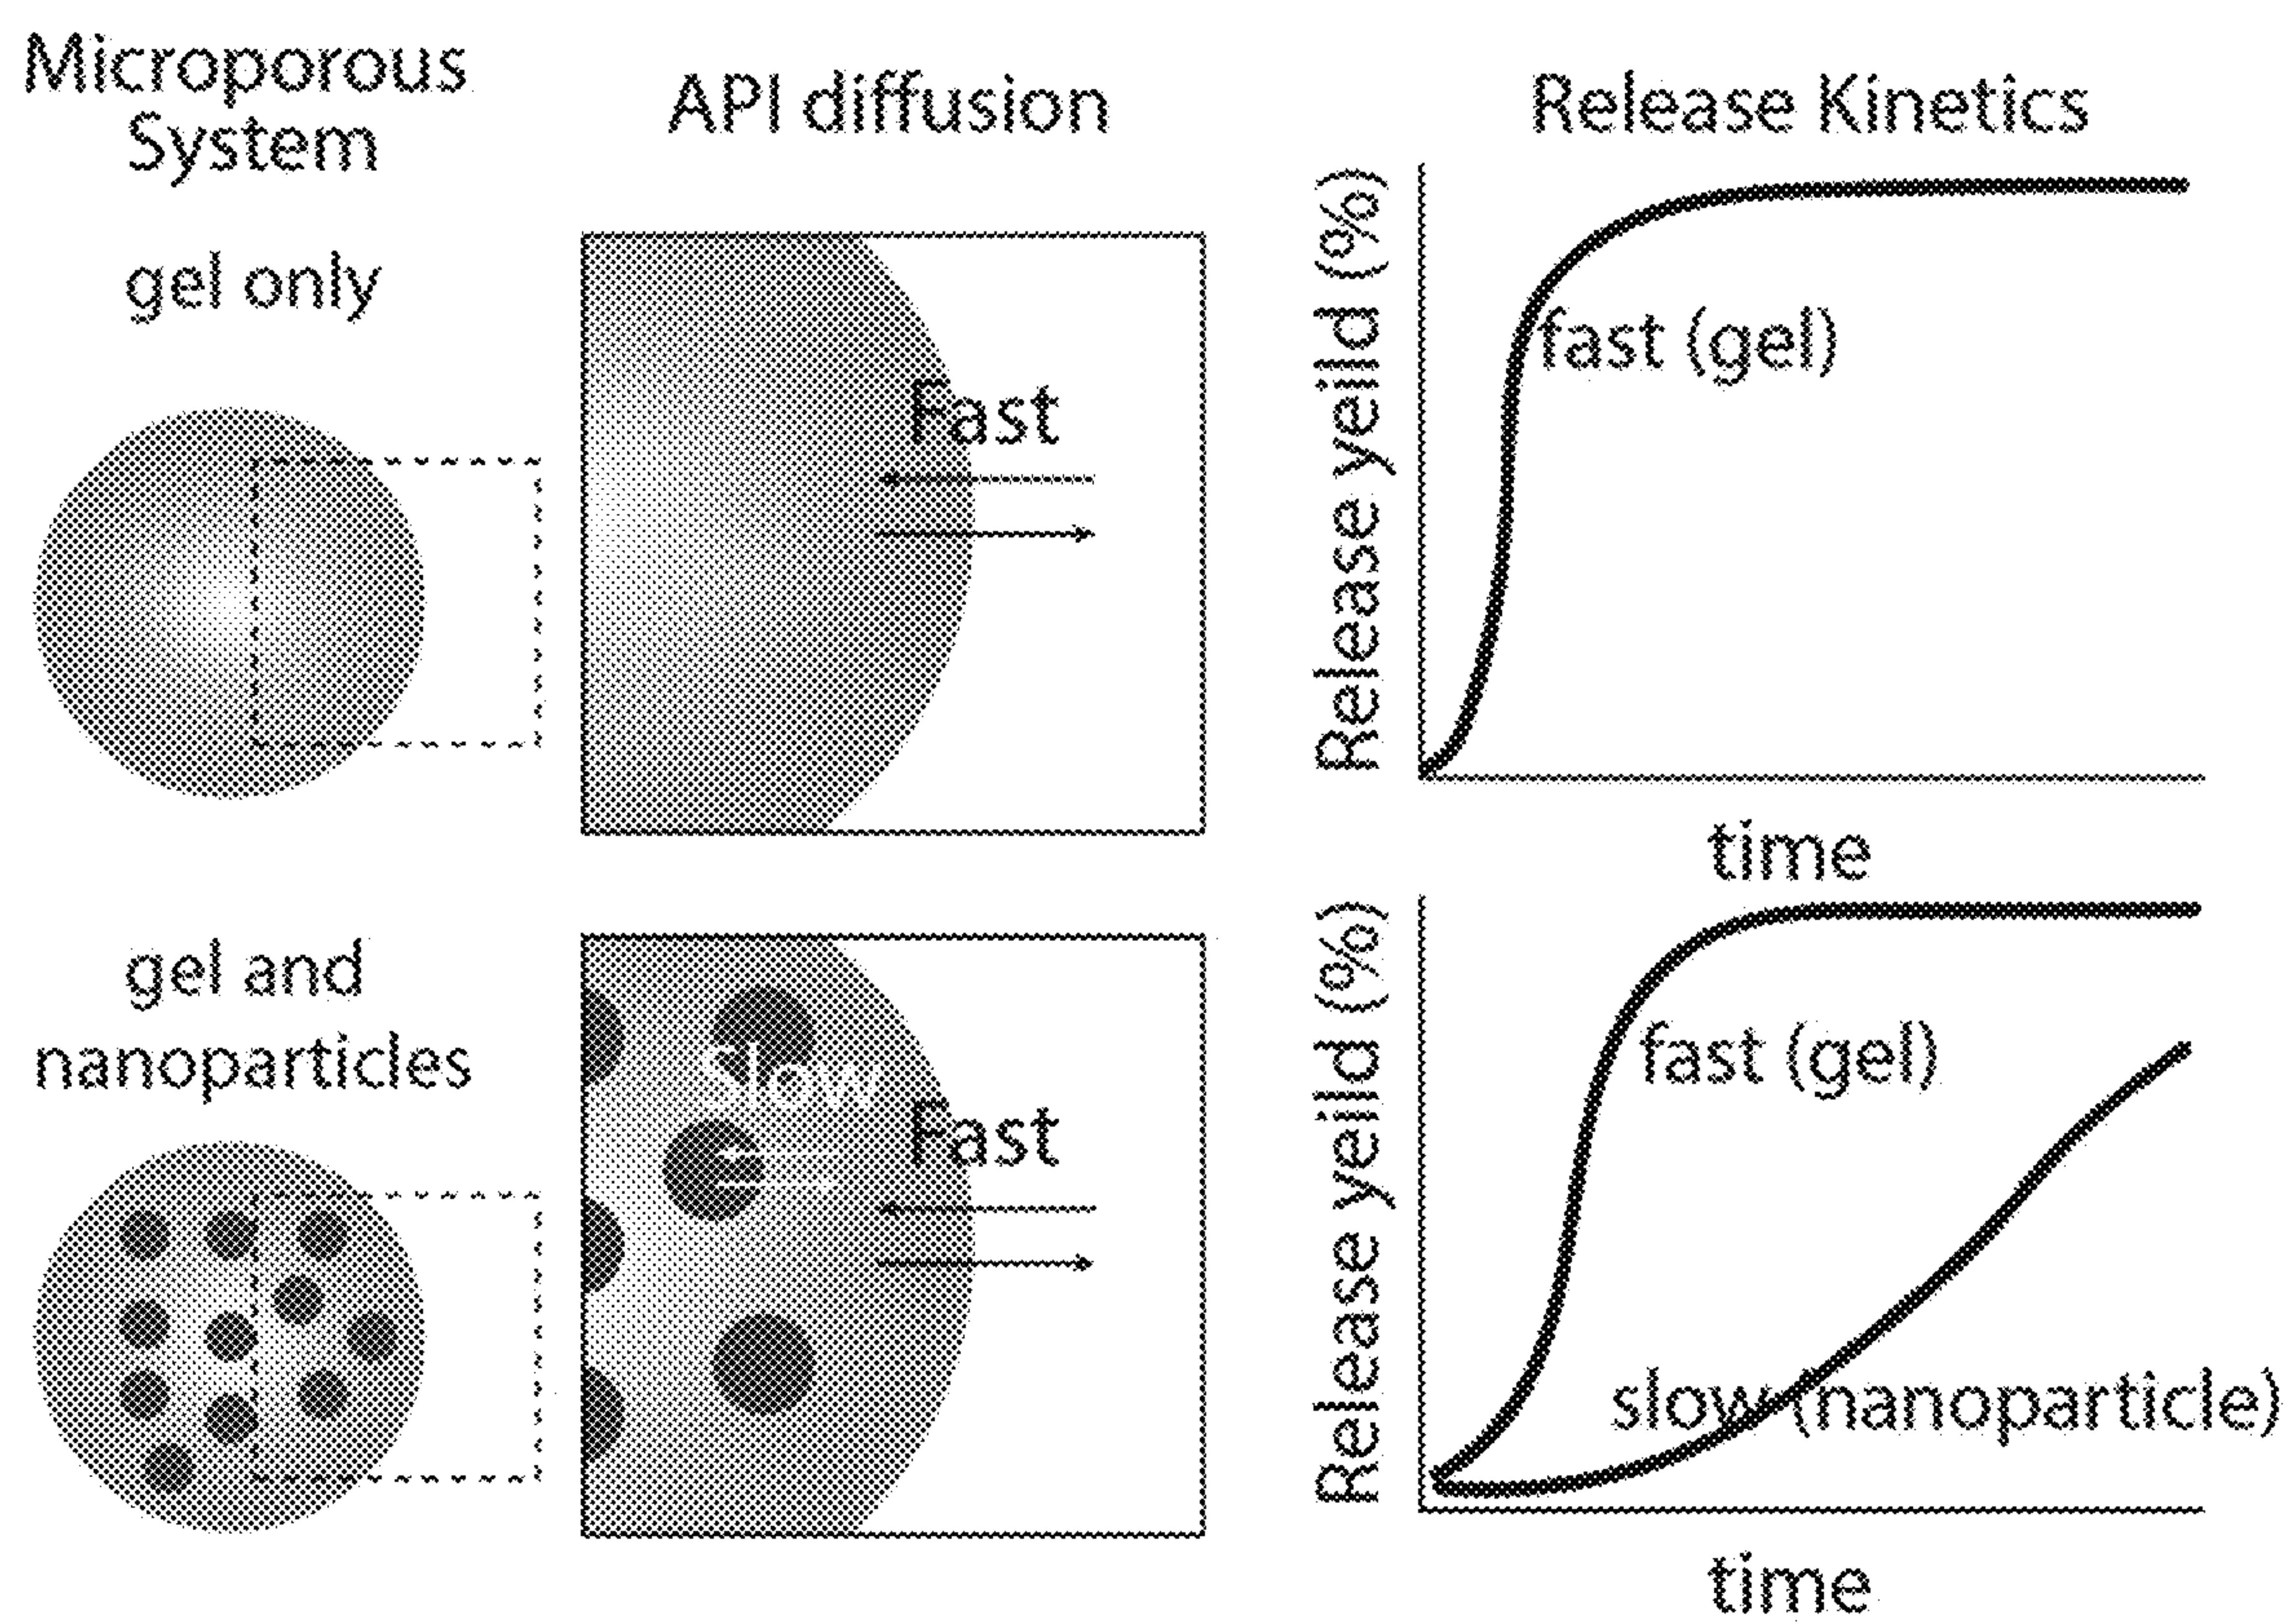 Microporous
System
API diffusion
Release Kinetics
gel only
Fast
Release yeild (%)
fast (gel)
time
gel and
nanoparticles
Slow
Fast
Release yeild (%)
fast (gel)
slow (nanoparticle)
time